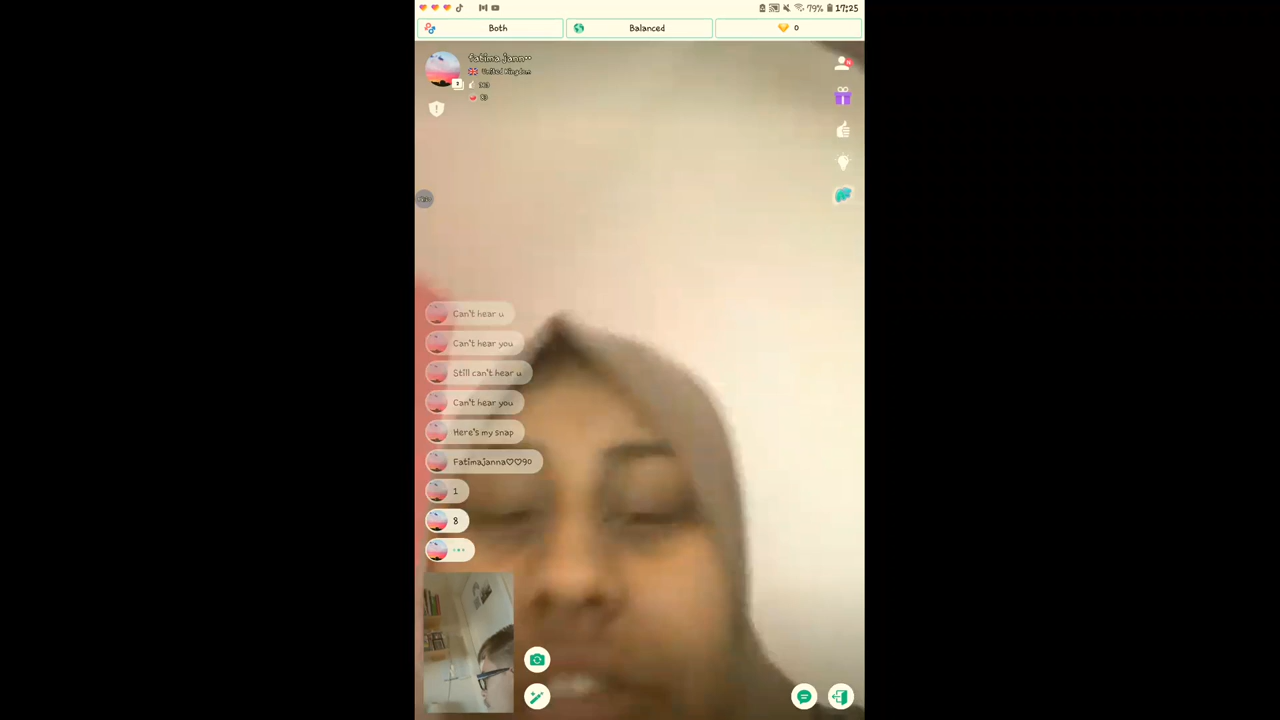 79% 17:25
Both
Balanced
0
fatima jann••
United Kingdom
83
Can't hear u
Can't hear you
Still can't hear u
Can't hear you
Here's my snap
Fatimajanna♡♡90
1
8